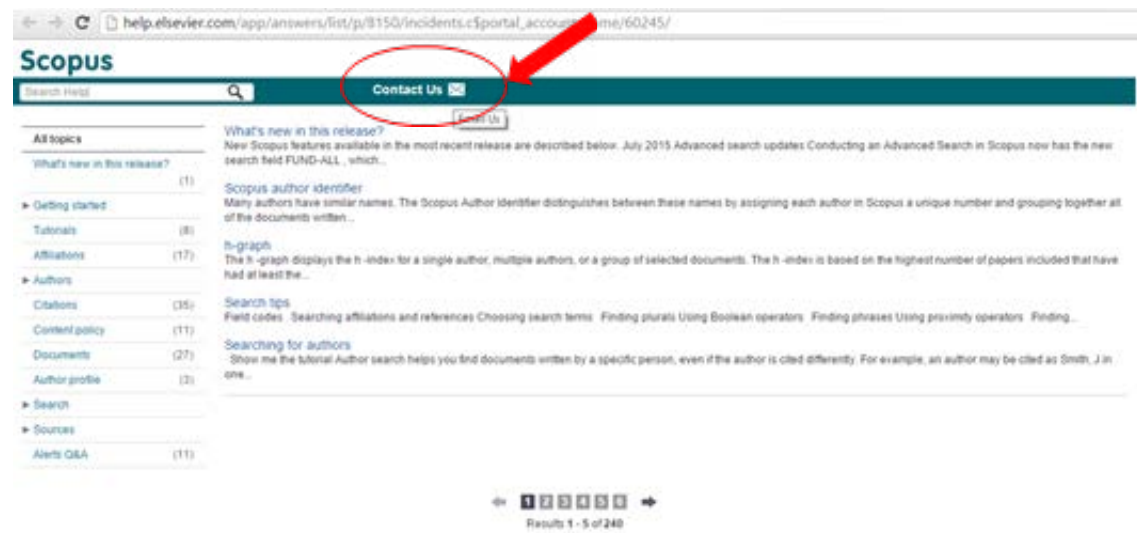 help.elsevier.com/app/answers/list/p/8150/incidents.c$portal_accou me/60245/
Scopus
Search Help
Contact Us
Email Us
All topics
What's new in this release?
(1)
Getting started
Tutorials (8)
Affiliations (17)
Authors
Citations (35)
Content policy (11)
Documents (27)
Author profile (3)
Search
Sources
Alerts Q&A (11)
What's new in this release?
New Scopus features available in the most recent release are described below. July 2015 Advanced search updates Conducting an Advanced Search in Scopus now has the new
search field FUND-ALL , which...
Scopus author identifier
Many authors have similar names. The Scopus Author Identifier distinguishes between these names by assigning each author in Scopus a unique number and grouping together all
of the documents written...
h-graph
The h -graph displays the h -index for a single author, multiple authors, or a group of selected documents. The h -index is based on the highest number of papers included that have
had at least the...
Search tips
Field codes Searching affiliations and references Choosing search terms Finding plurals Using Boolean operators Finding phrases Using proximity operators Finding...
Searching for authors
Show me the tutorial Author search helps you find documents written by a specific person, even if the author is cited differently. For example, an author may be cited as Smith, J in
one...
1 2 3 4 5 6
Results 1 - 5 of 240